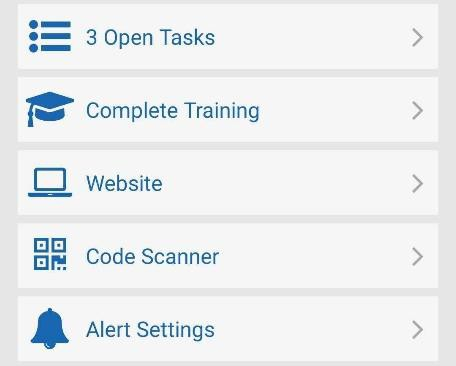 3 Open Tasks
Complete Training
Website
Code Scanner
Alert Settings